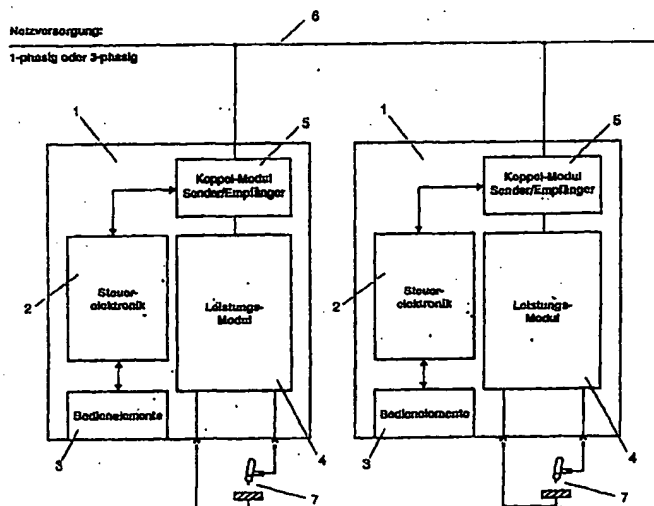 Netzversorgung:
6
1-phasig oder 3-phasig
1
5
1
5
Koppel-Modul
Sender/Empfänger
Koppel-Modul
Sender/Empfänger
2
Steuer-
elektronik
Leistungs-
Modul
2
Steuer-
elektronik
Leistungs-
Modul
Bedienelemente
Bedienelemente
3
4
3
4
7
7